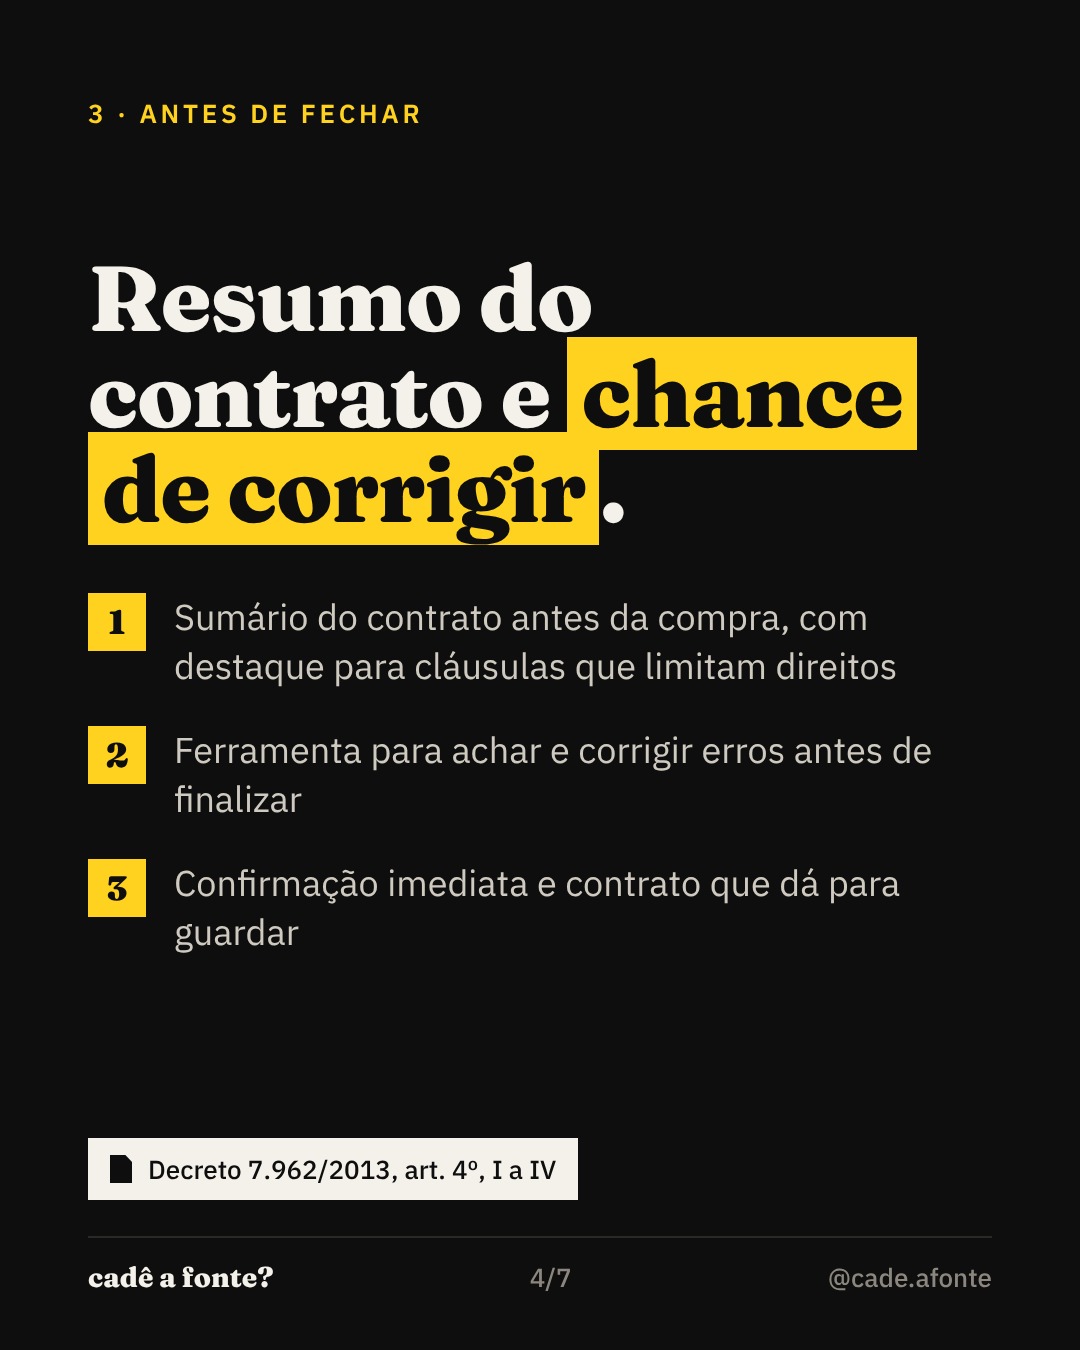 3 · ANTES DE FECHAR
Resumo do
contrato e chance
de corrigir.
1 Sumário do contrato antes da compra, com
destaque para cláusulas que limitam direitos
2 Ferramenta para achar e corrigir erros antes de
finalizar
3 Confirmação imediata e contrato que dá para
guardar
Decreto 7.962/2013, art. 4º, I a IV
cadê a fonte? 4/7 @cade.afonte